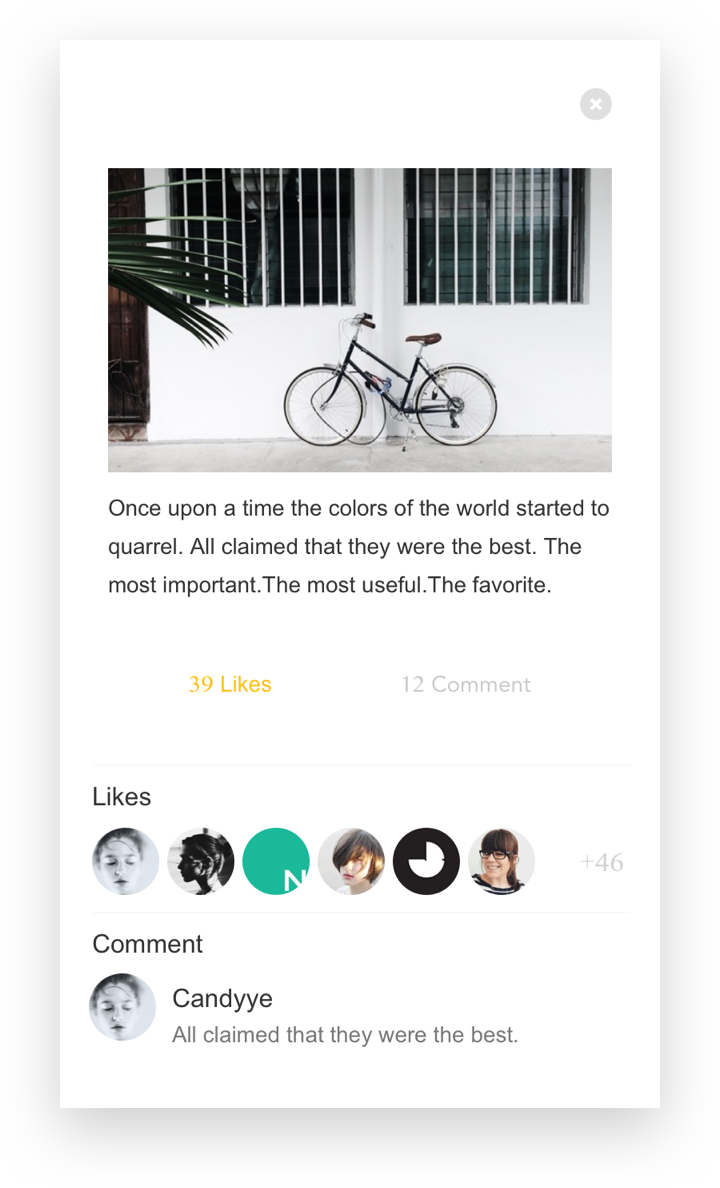 Once upon a time the colors of the world started to
quarrel. All claimed that they were the best. The
most important.The most useful.The favorite.
39 Likes
12 Comment
Likes
N
+46
Comment
Candyye
All claimed that they were the best.